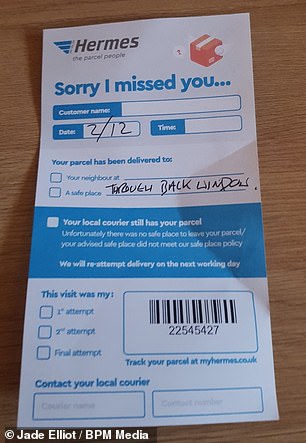 Hermes
the parcel people
Sorry I missed you...
Customer name:
Date: 2/12 Time:
Your parcel has been delivered to:
Your neighbour at
A safe place THROUGH BACK WINDOW.
Your local courier still has your parcel
Unfortunately there was no safe place to leave your parcel/
your advised safe place did not meet our safe place policy
We will re-attempt delivery on the next working day
This visit was my:
1st attempt
2nd attempt
Final attempt
22545427
Track your parcel at myhermes.co.uk
Contact your local courier
Courier name Contact number
© Jade Elliot / BPM Media